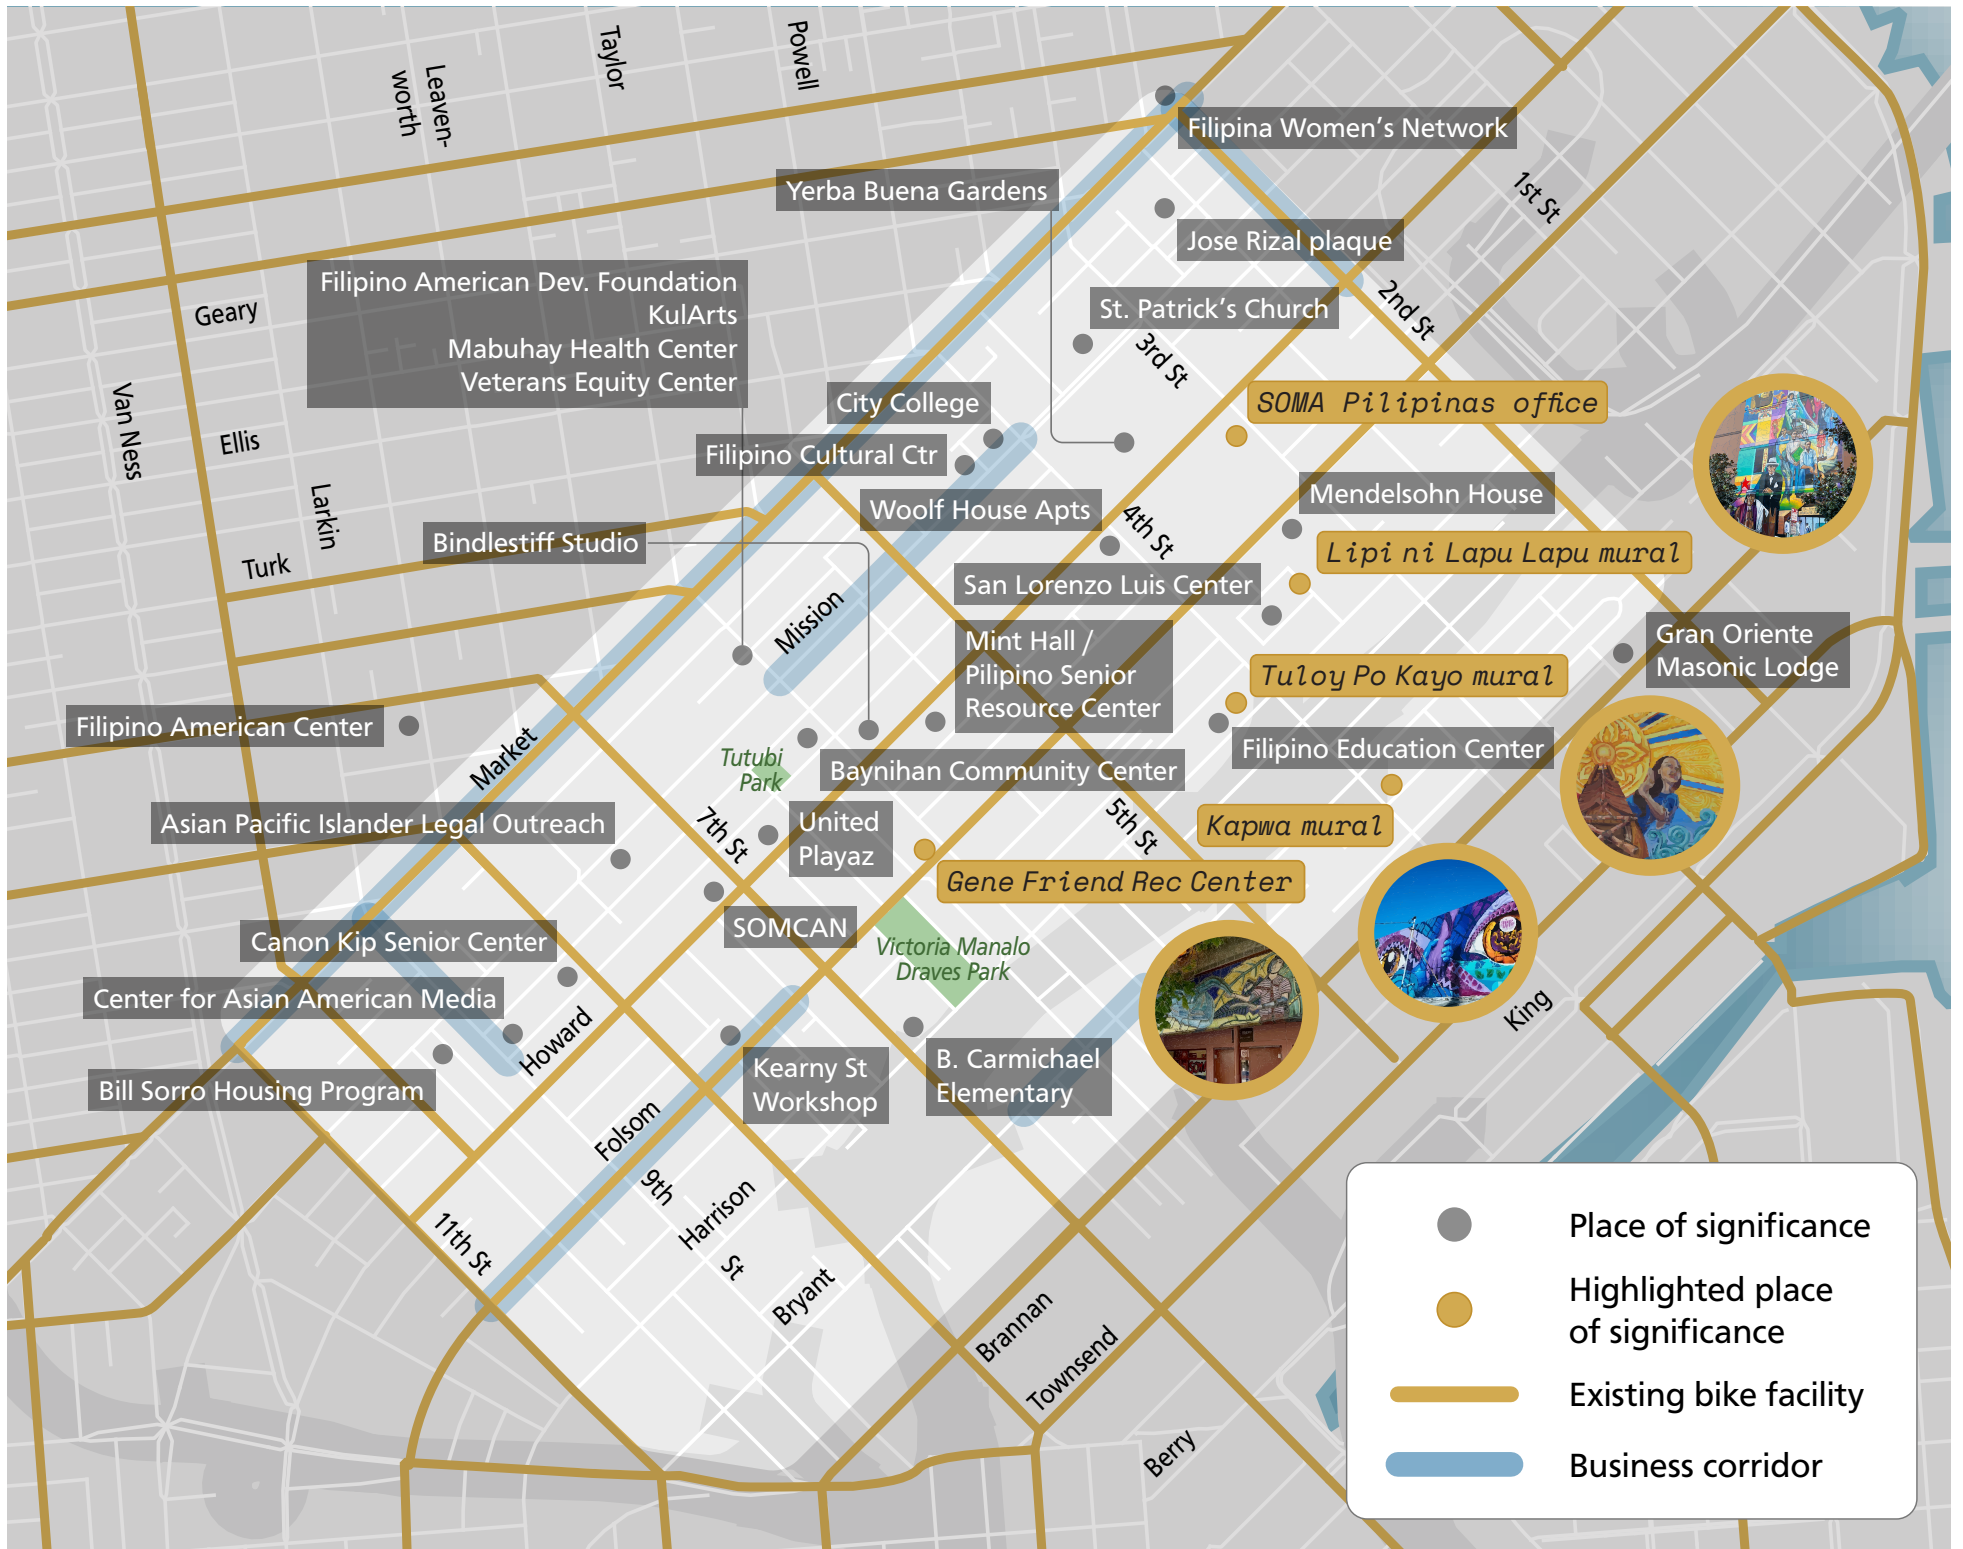 Leaven-
worth
Taylor
Powell
Filipina Women's Network
Yerba Buena Gardens
1st St
Jose Rizal plaque
Filipino American Dev. Foundation
KulArts
Mabuhay Health Center
Veterans Equity Center
Geary
2nd St
St. Patrick's Church
3rd St
Van Ness
City College
SOMA Pilipinas office
Ellis
Filipino Cultural Ctr
Larkin
Woolf House Apts
4th St
Mendelsohn House
Bindlestiff Studio
Lipi ni Lapu Lapu mural
Turk
San Lorenzo Luis Center
Mission
Mint Hall /
Pilipino Senior
Resource Center
Gran Oriente
Masonic Lodge
Tuloy Po Kayo mural
Filipino American Center
Market
Tutubi
Park
Filipino Education Center
Baynihan Community Center
Asian Pacific Islander Legal Outreach
7th St
United
Playaz
5th St
Kapwa mural
Gene Friend Rec Center
SOMCAN
Canon Kip Senior Center
Victoria Manalo
Draves Park
Center for Asian American Media
King
Howard
Bill Sorro Housing Program
Kearny St
Workshop
B. Carmichael
Elementary
Folsom
9th
St
Harrison
11th St
Bryant
Brannan
Townsend
Berry
Place of significance
Highlighted place
of significance
Existing bike facility
Business corridor